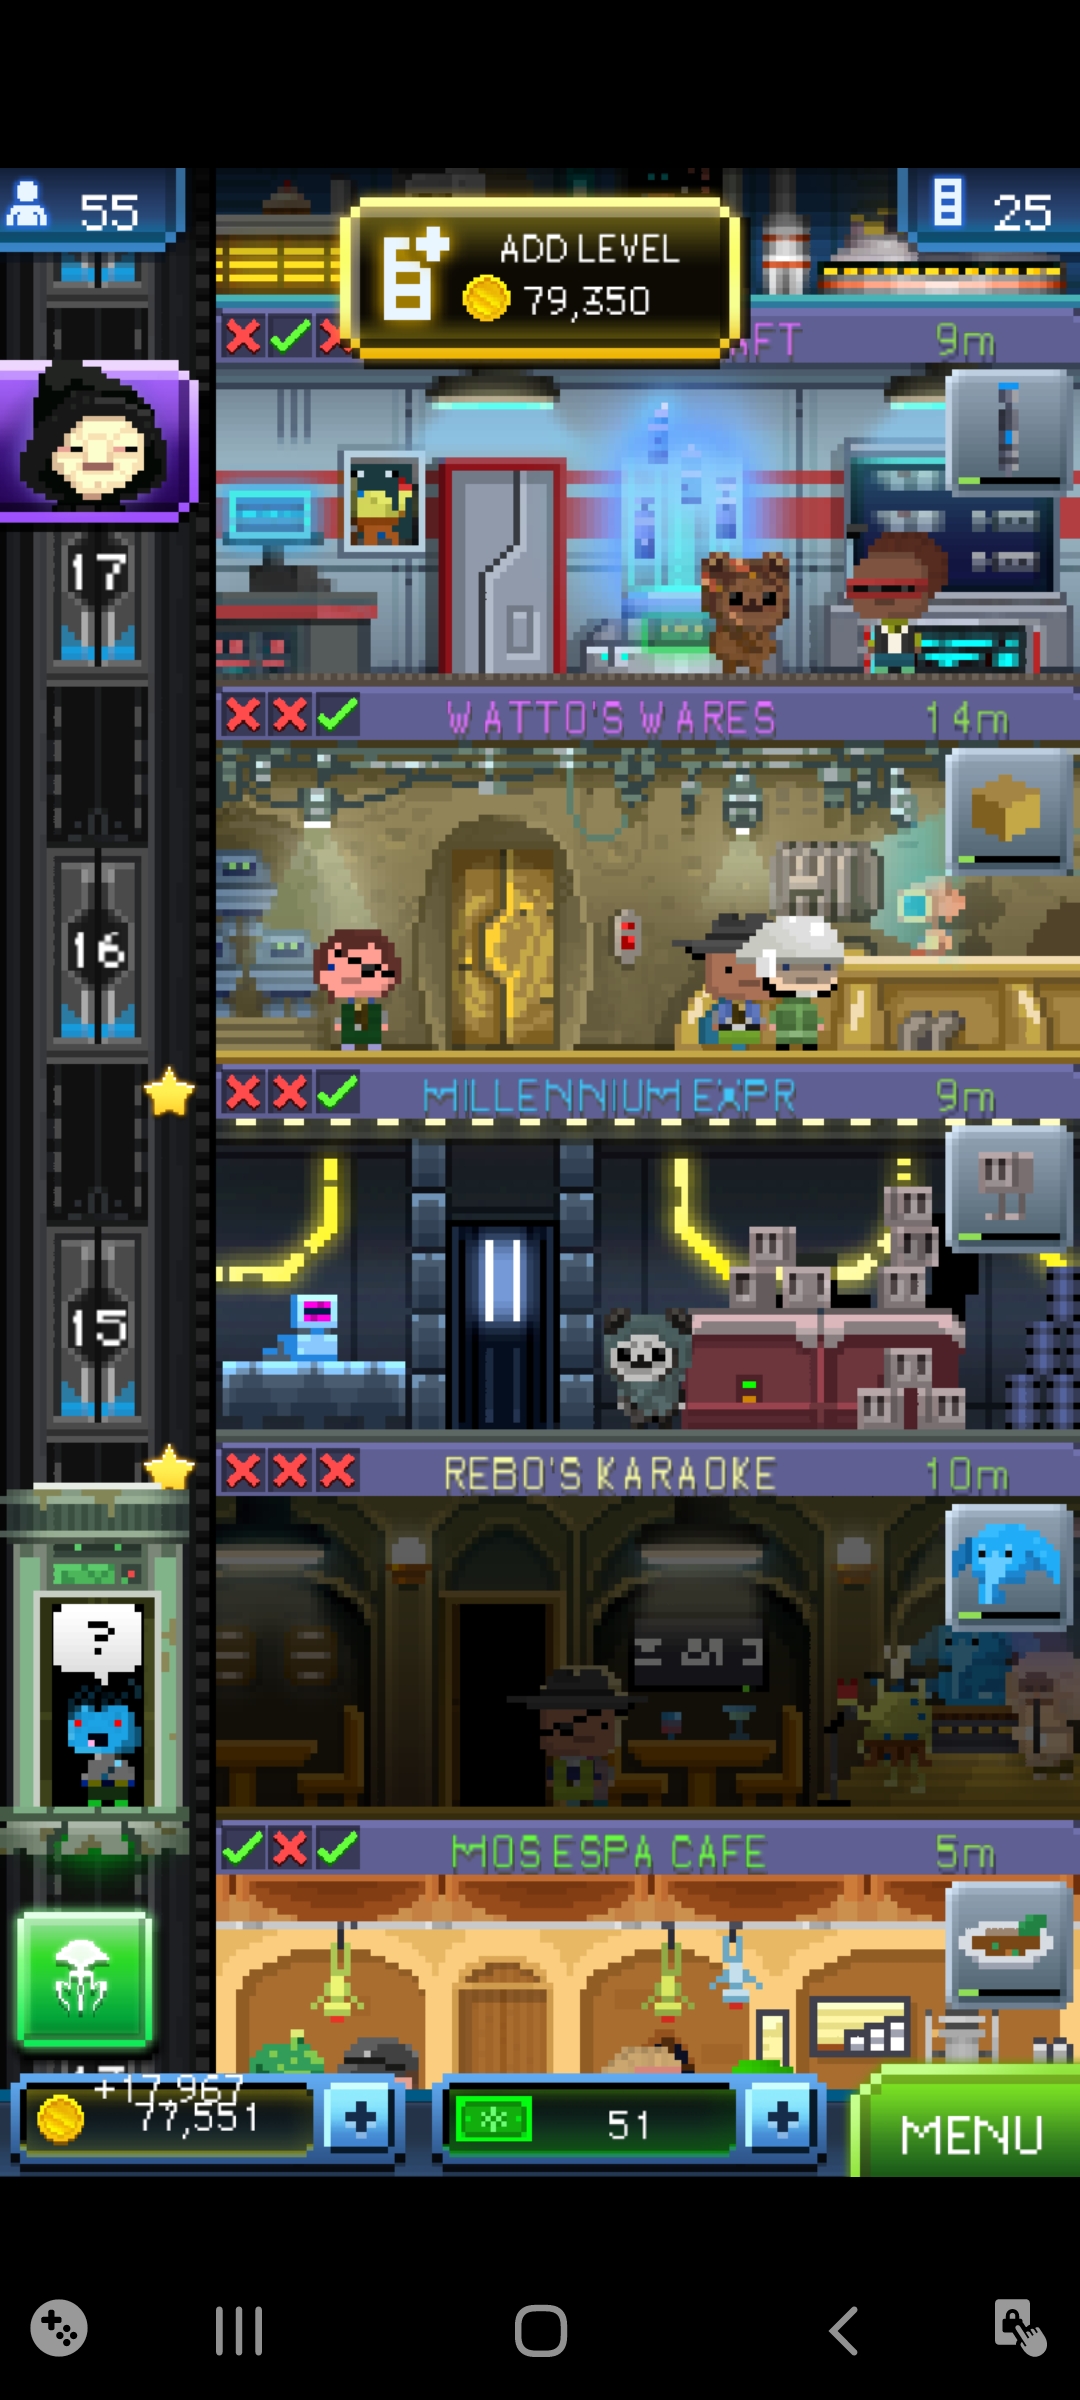 55
ADD LEVEL
79,350
25
9m
17
WATTO'S WARES
14m
16
MILLENNIUM EXPR
9m
15
REBO'S KARAOKE
10m
?
MOS ESPA CAFE
5m
+17,967
77,551
51
MENU